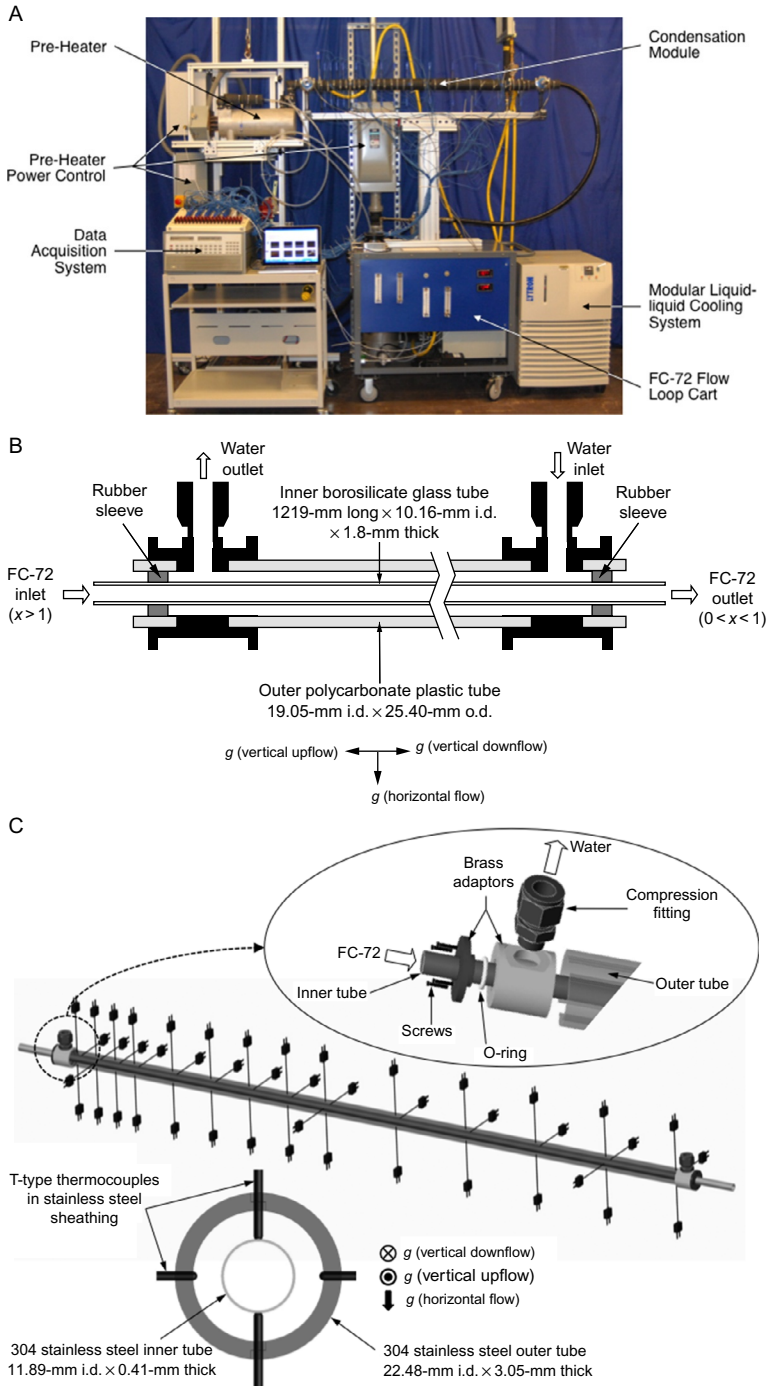 A
Pre-Heater
Pre-Heater
Power Control
Data
Acquisition
System
Condensation
Module
LYTRON
Modular Liquid-
liquid Cooling
System
FC-72 Flow
Loop Cart
B
Water
outlet
Water
inlet
Rubber
sleeve
Inner borosilicate glass tube
1219-mm long × 10.16-mm i.d.
× 1.8-mm thick
Rubber
sleeve
FC-72
inlet
(x > 1)
FC-72
outlet
(0 < x < 1)
Outer polycarbonate plastic tube
19.05-mm i.d. × 25.40-mm o.d.
g (vertical upflow)
g (vertical downflow)
g (horizontal flow)
C
Water
Brass
adaptors
Compression
fitting
FC-72
Inner tube
Outer tube
Screws
O-ring
T-type thermocouples
in stainless steel
sheathing
g (vertical downflow)
g (vertical upflow)
g (horizontal flow)
304 stainless steel inner tube
11.89-mm i.d. × 0.41-mm thick
304 stainless steel outer tube
22.48-mm i.d. × 3.05-mm thick